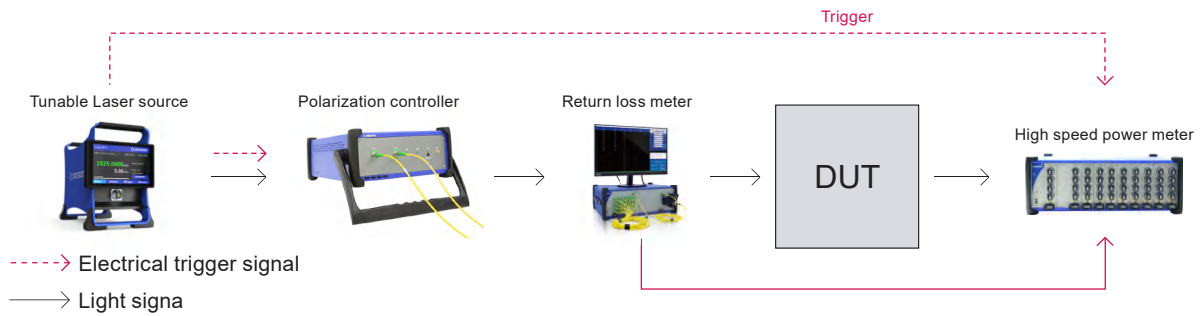 Trigger
Tunable Laser source
Polarization controller
Return loss meter
High speed power meter
DUT
Electrical trigger signal
Light signa